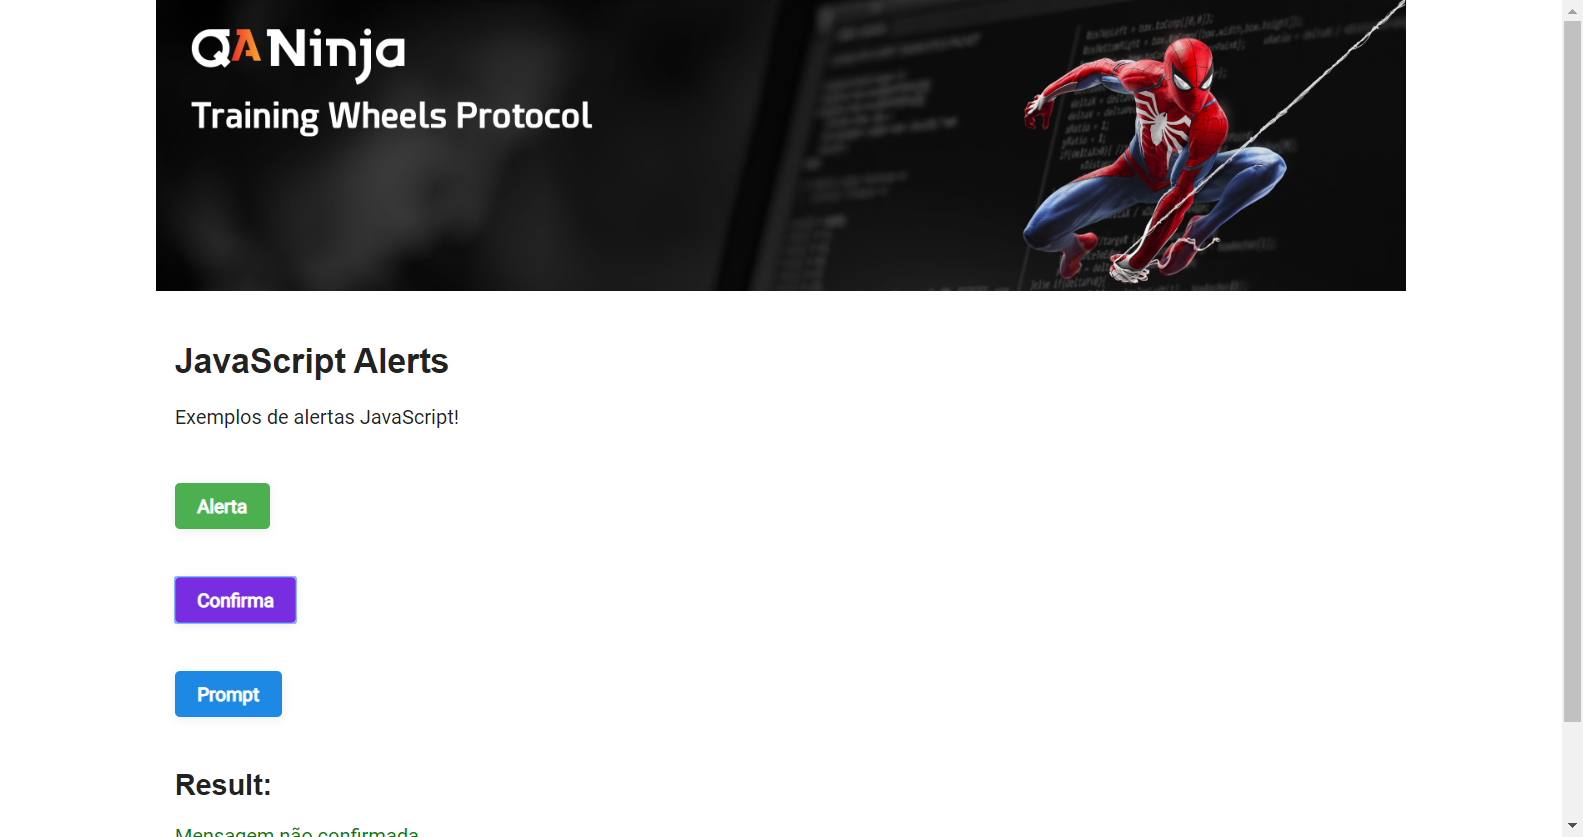 QANinja
Training Wheels Protocol
JavaScript Alerts
Exemplos de alertas JavaScript!
Alerta
Confirma
Prompt
Result:
Mensagem não confirmada